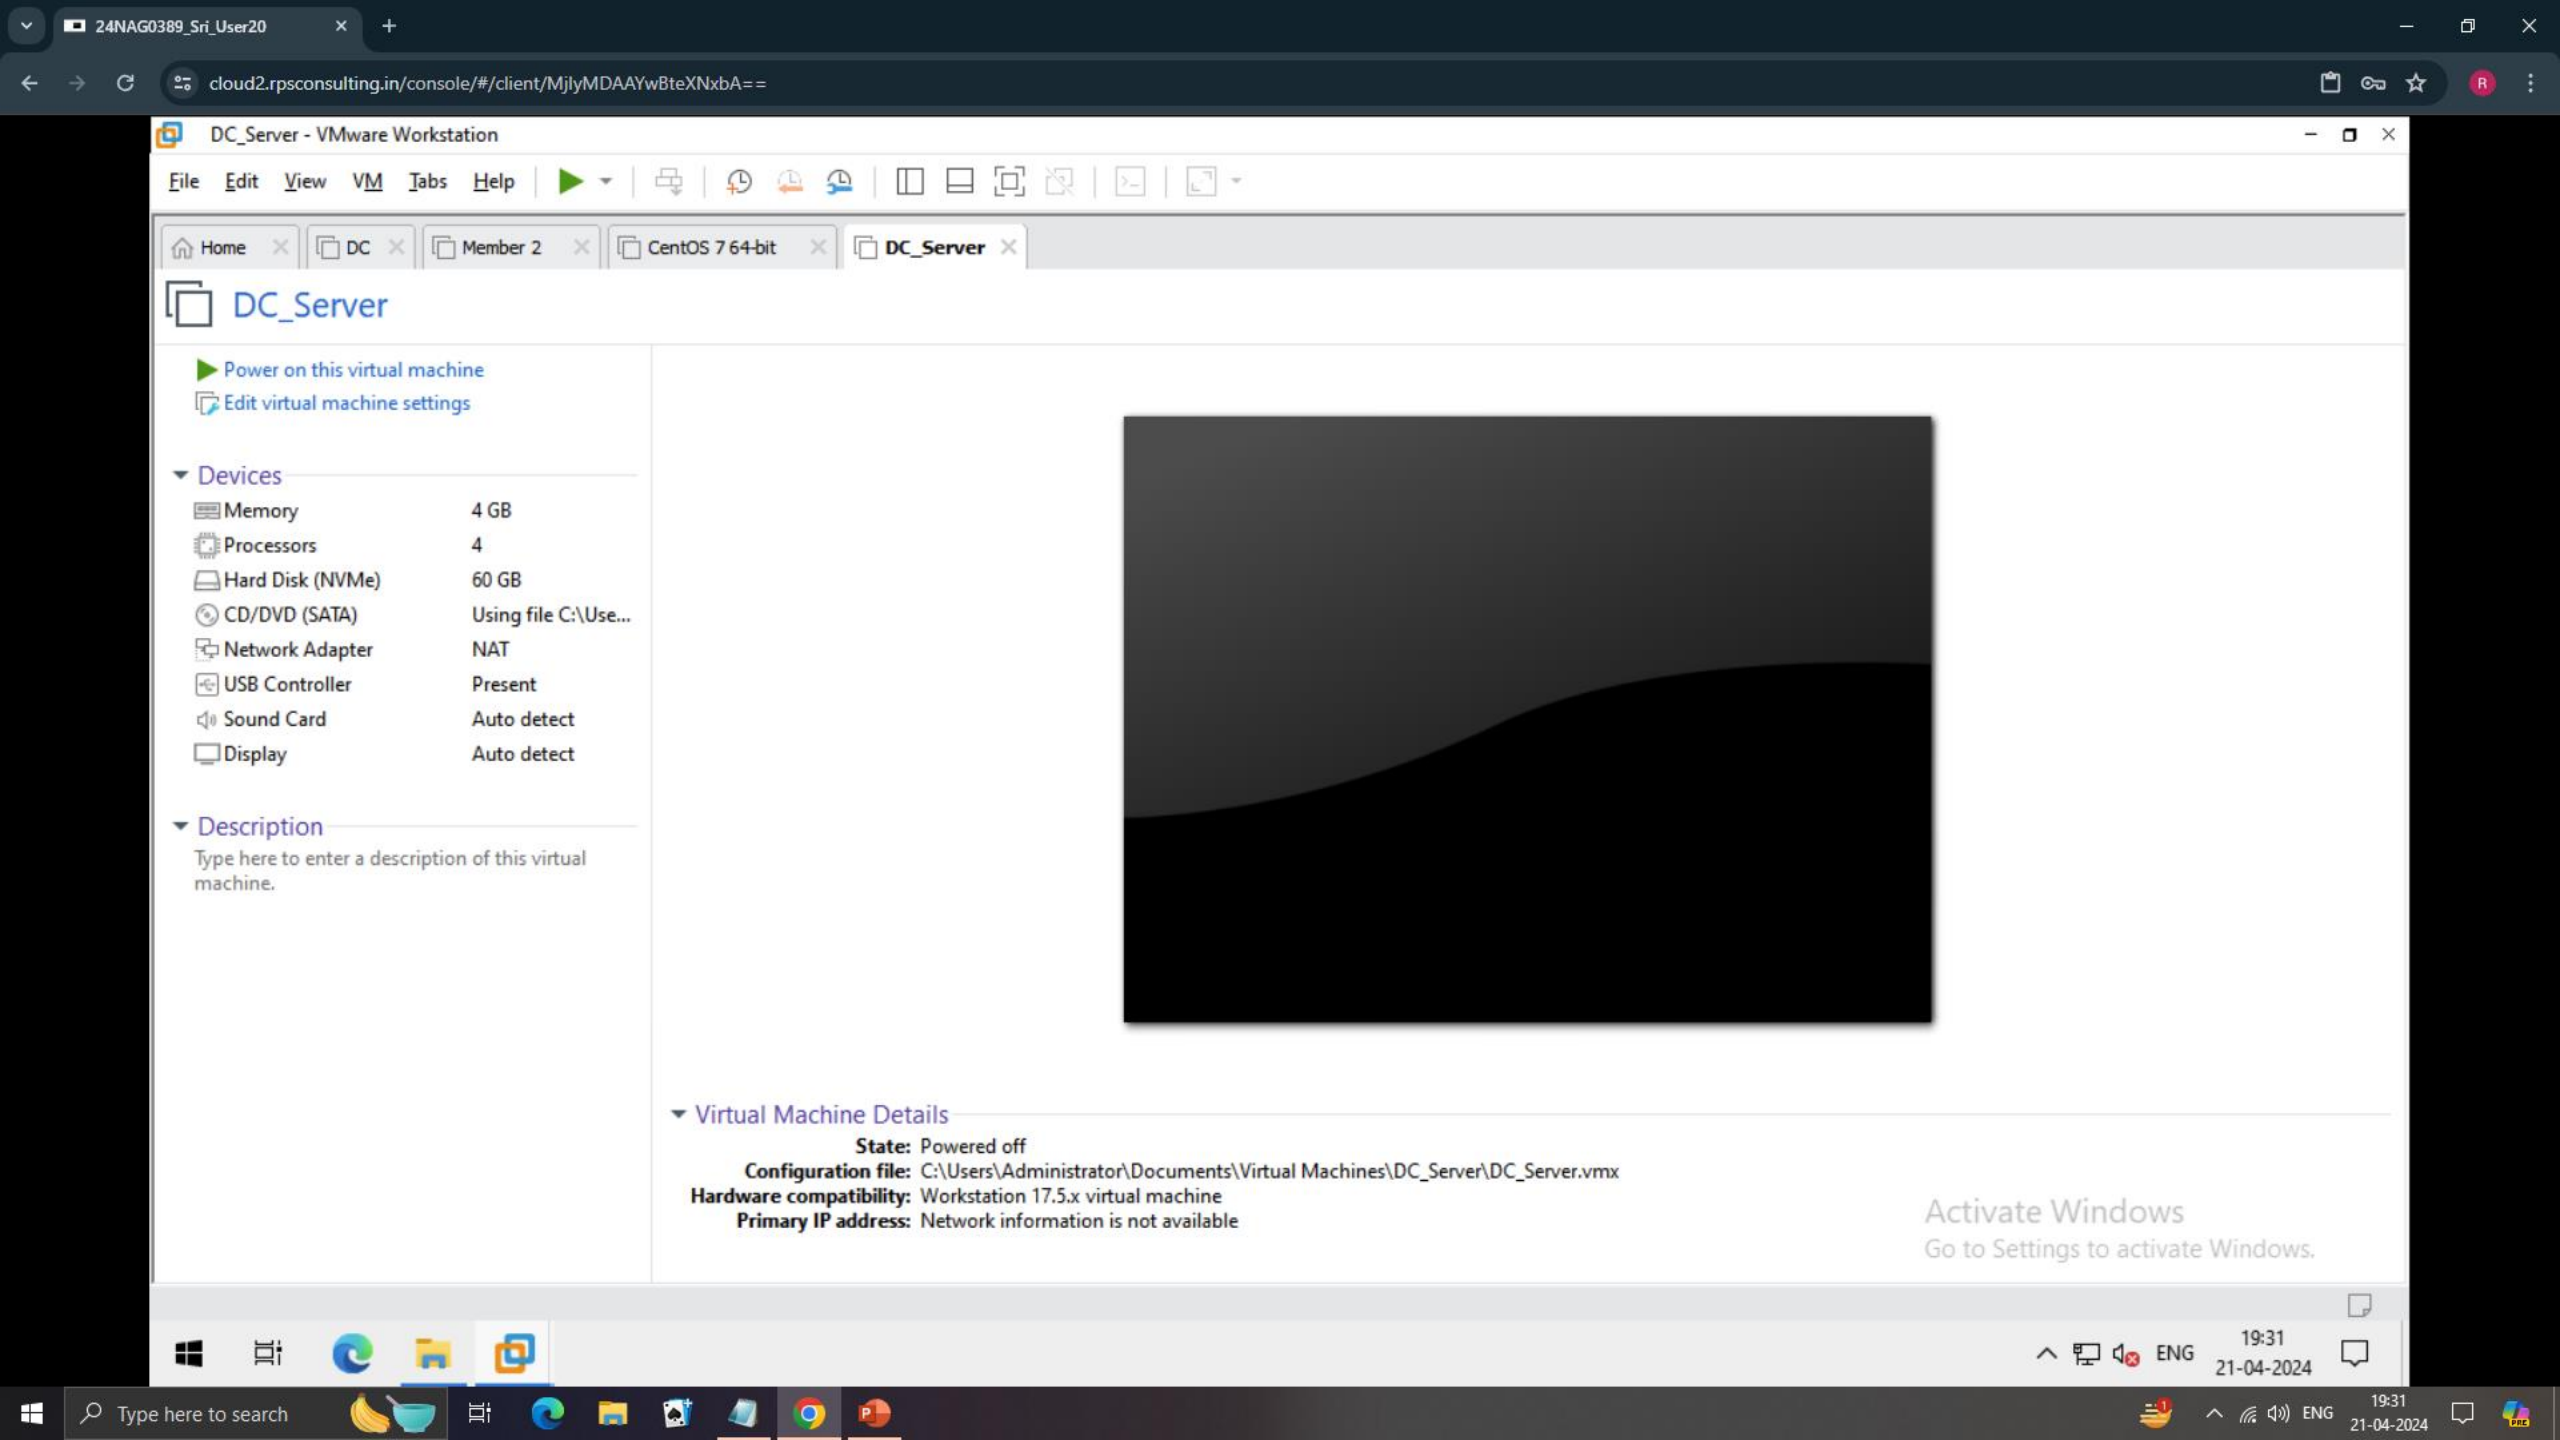 24NAG0389_Sri_User20
cloud2.rpsconsulting.in/console/#/client/MjIyMDAAYwBteXNxbA==
R
DC_Server - VMware Workstation
File Edit View VM Tabs Help
Home DC Member 2 CentOS 7 64-bit DC_Server
DC_Server
Power on this virtual machine
Edit virtual machine settings
Devices
Memory 4 GB
Processors 4
Hard Disk (NVMe) 60 GB
CD/DVD (SATA) Using file C:\Use...
Network Adapter NAT
USB Controller Present
Sound Card Auto detect
Display Auto detect
Description
Type here to enter a description of this virtual
machine.
Virtual Machine Details
State: Powered off
Configuration file: C:\Users\Administrator\Documents\Virtual Machines\DC_Server\DC_Server.vmx
Hardware compatibility: Workstation 17.5.x virtual machine
Primary IP address: Network information is not available
Activate Windows
Go to Settings to activate Windows.
ENG 19:31
21-04-2024
Type here to search
1
ENG 19:31
21-04-2024
PRE